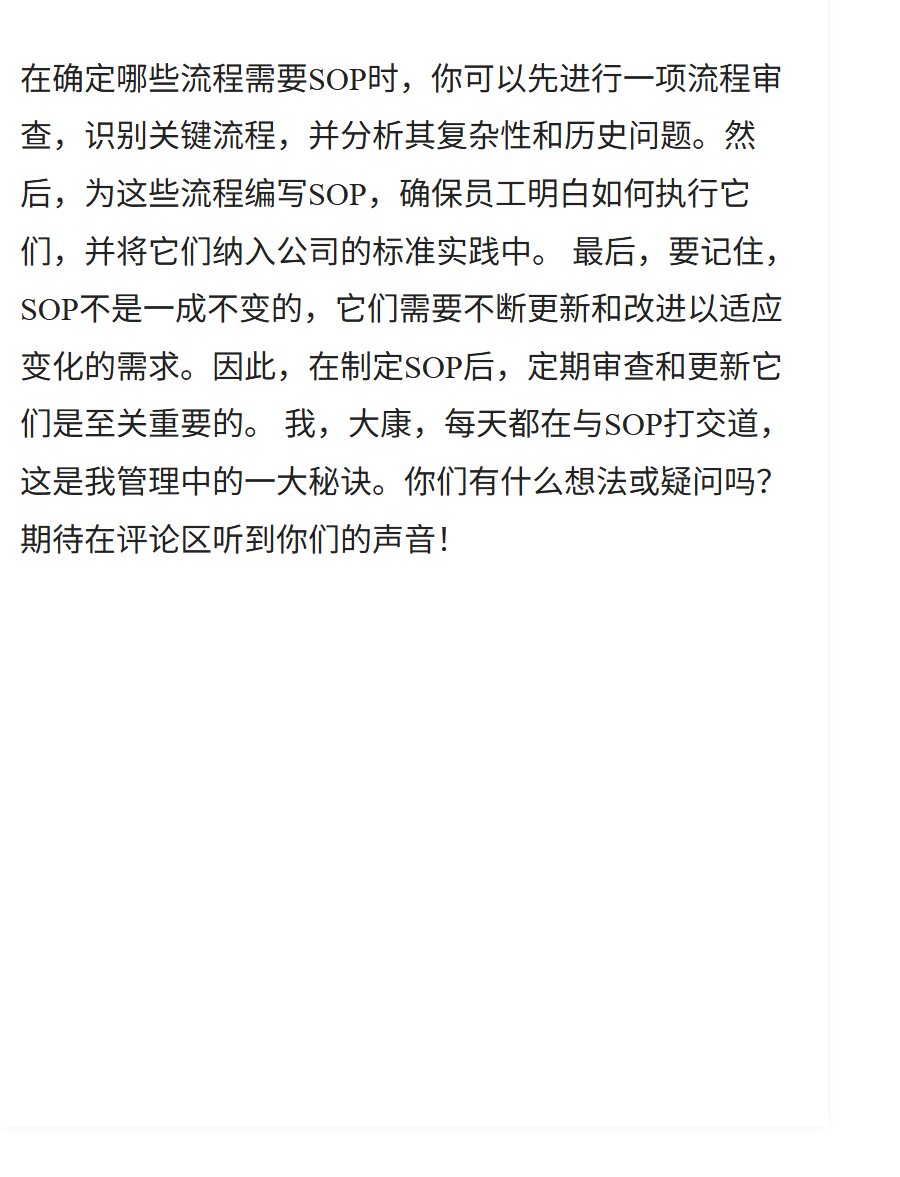 在确定哪些流程需要SOP时，你可以先进行一项流程审
查，识别关键流程，并分析其复杂性和历史问题。然
后，为这些流程编写SOP，确保员工明白如何执行它
们，并将它们纳入公司的标准实践中。 最后，要记住，
SOP不是一成不变的，它们需要不断更新和改进以适应
变化的需求。因此，在制定SOP后，定期审查和更新它
们是至关重要的。 我，大康，每天都在与SOP打交道，
这是我管理中的一大秘诀。你们有什么想法或疑问吗？
期待在评论区听到你们的声音！